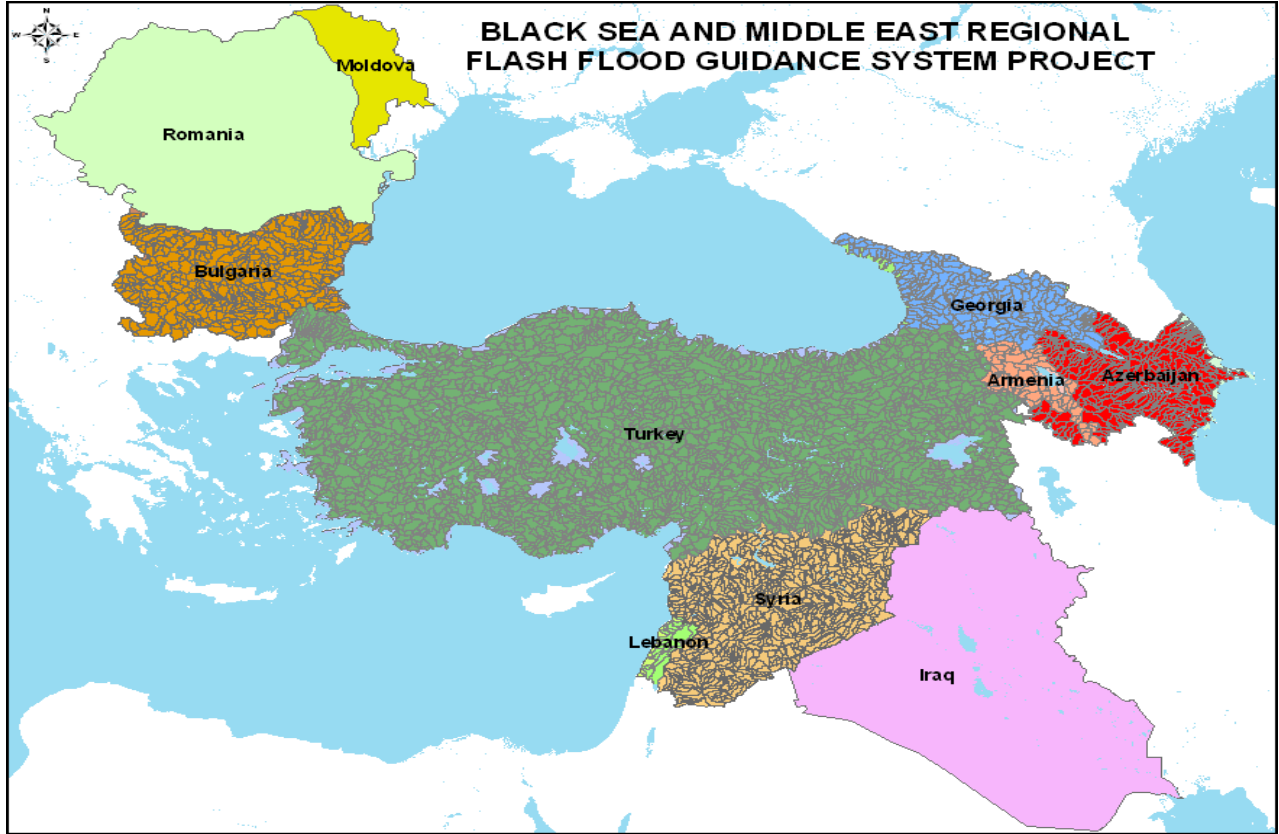 N
W E
S
BLACK SEA AND MIDDLE EAST REGIONAL
FLASH FLOOD GUIDANCE SYSTEM PROJECT
Moldova
Romania
Bulgaria
Georgia
Armenia
Azerbaijan
Turkey
Syria
Lebanon
Iraq